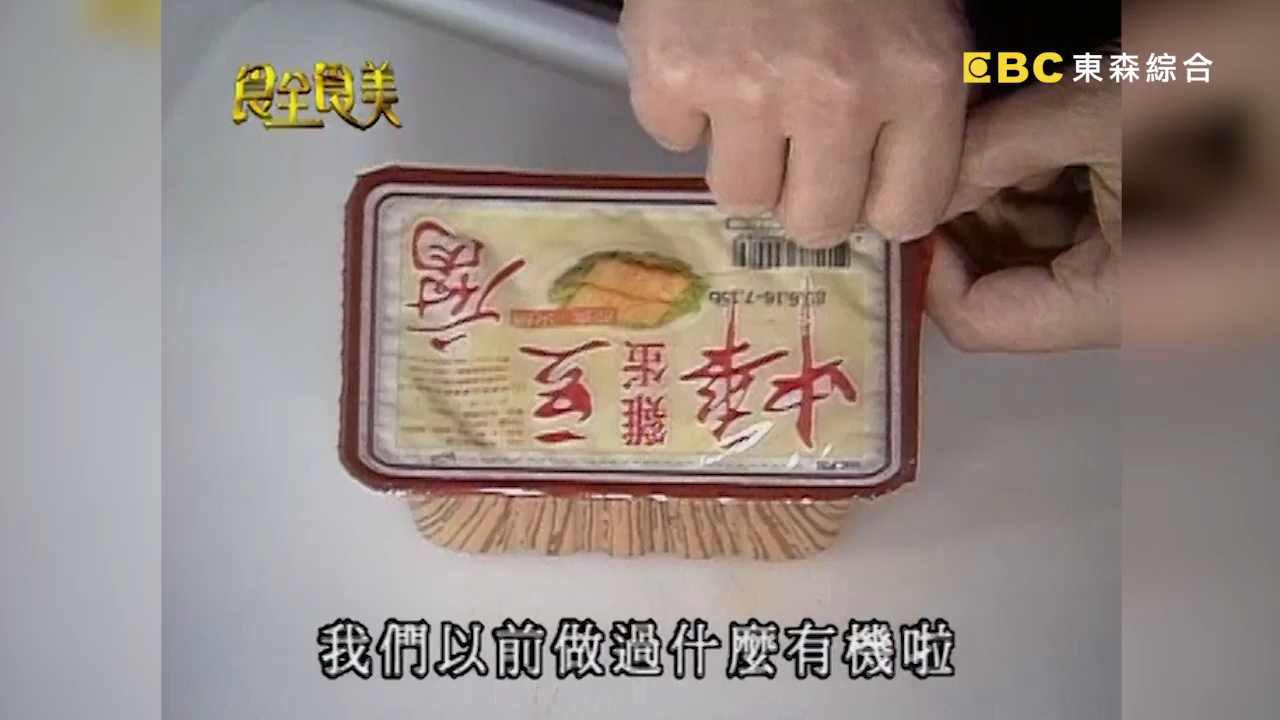 食全食美
EBC 東森綜合
中華
雞蛋
豆腐
我們以前做過什麼有機啦